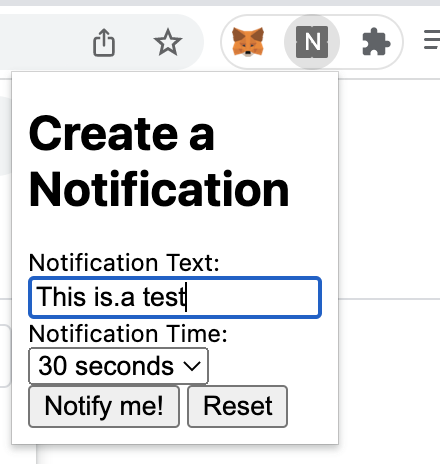 N
Create a
Notification
Notification Text:
This is.a test
Notification Time:
30 seconds
Notify me! Reset